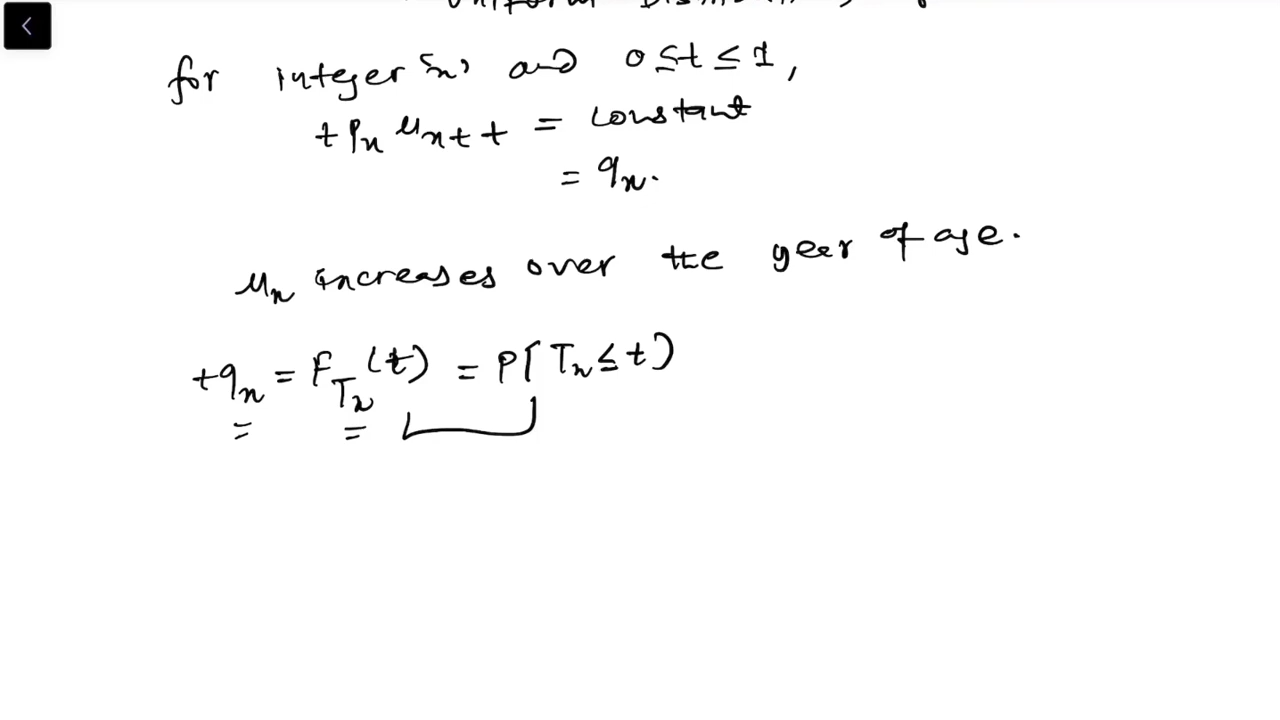 Uniform
for integer 'x' and 0 ≤ t ≤ 1,
tPx μx+t = constant
= qx.
μx increases over the year of age.
tqx = FTx(t) = P[Tx ≤ t)